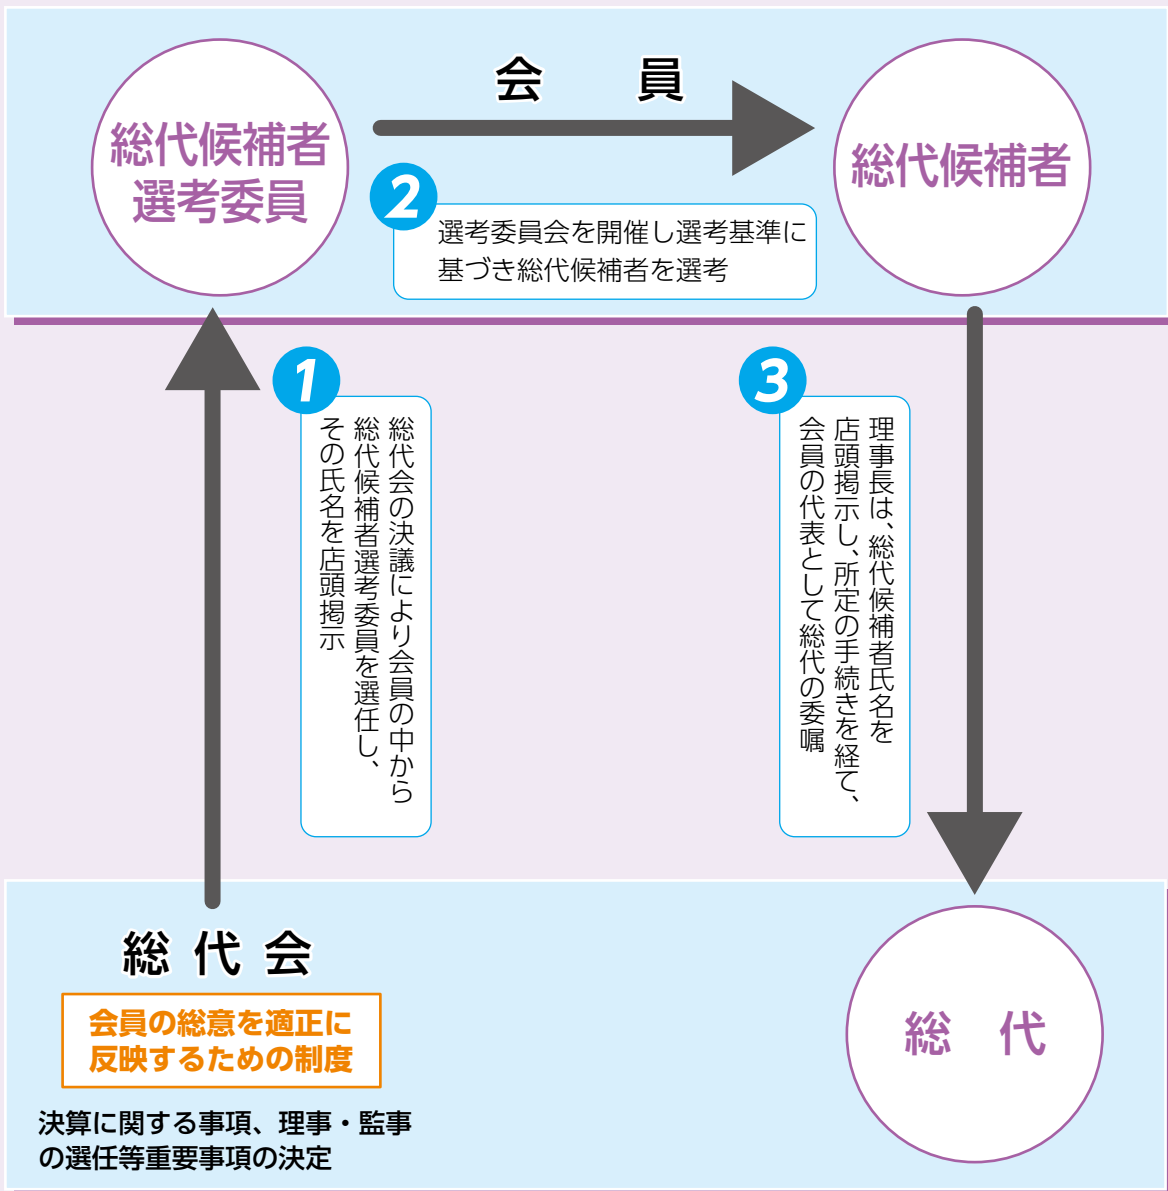 会員
総代候補者
選考委員
総代候補者
2
選考委員会を開催し選考基準に
基づき総代候補者を選考
1
総代会の決議により会員の中から
総代候補者選考委員を選任し、
その氏名を店頭掲示
3
理事長は、総代候補者氏名を
店頭掲示し、所定の手続きを経て、
会員の代表として総代の委嘱
総代会
会員の総意を適正に
反映するための制度
決算に関する事項、理事・監事
の選任等重要事項の決定
総代